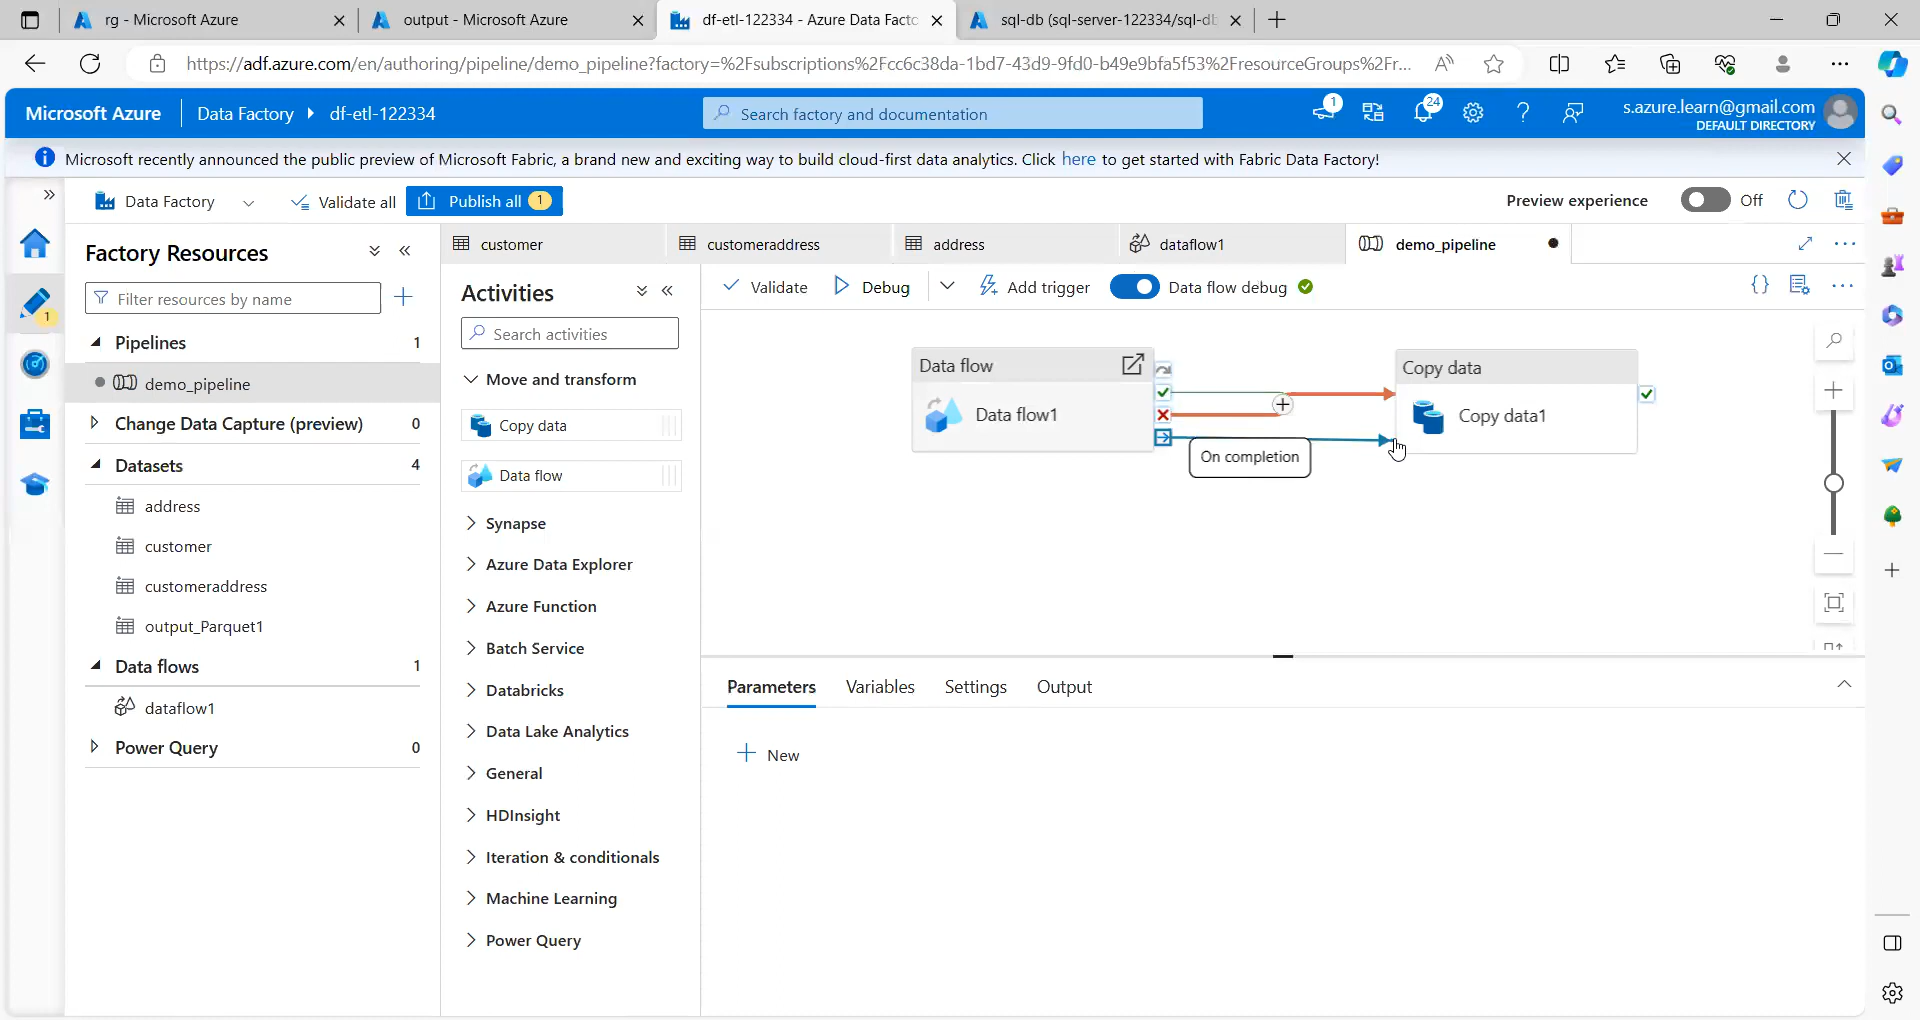 rg - Microsoft Azure
output - Microsoft Azure
df-etl-122334 - Azure Data Facto
sql-db (sql-server-122334/sql-db
https://adf.azure.com/en/authoring/pipeline/demo_pipeline?factory=%2Fsubscriptions%2Fcc6c38da-1bd7-43d9-9fd0-b49e9bfa5f53%2FresourceGroups%2Fr...
Microsoft Azure
Data Factory
df-etl-122334
Search factory and documentation
1
24
s.azure.learn@gmail.com
DEFAULT DIRECTORY
Microsoft recently announced the public preview of Microsoft Fabric, a brand new and exciting way to build cloud-first data analytics. Click here to get started with Fabric Data Factory!
Data Factory
Validate all
Publish all 1
Preview experience
Off
Factory Resources
Filter resources by name
1
Pipelines 1
demo_pipeline
Change Data Capture (preview) 0
Datasets 4
address
customer
customeraddress
output_Parquet1
Data flows 1
dataflow1
Power Query 0
customer
customeraddress
address
dataflow1
demo_pipeline
Activities
Search activities
Move and transform
Copy data
Data flow
Synapse
Azure Data Explorer
Azure Function
Batch Service
Databricks
Data Lake Analytics
General
HDInsight
Iteration & conditionals
Machine Learning
Power Query
Validate
Debug
Add trigger
Data flow debug
Data flow
Data flow1
On completion
Copy data
Copy data1
Parameters
Variables
Settings
Output
New